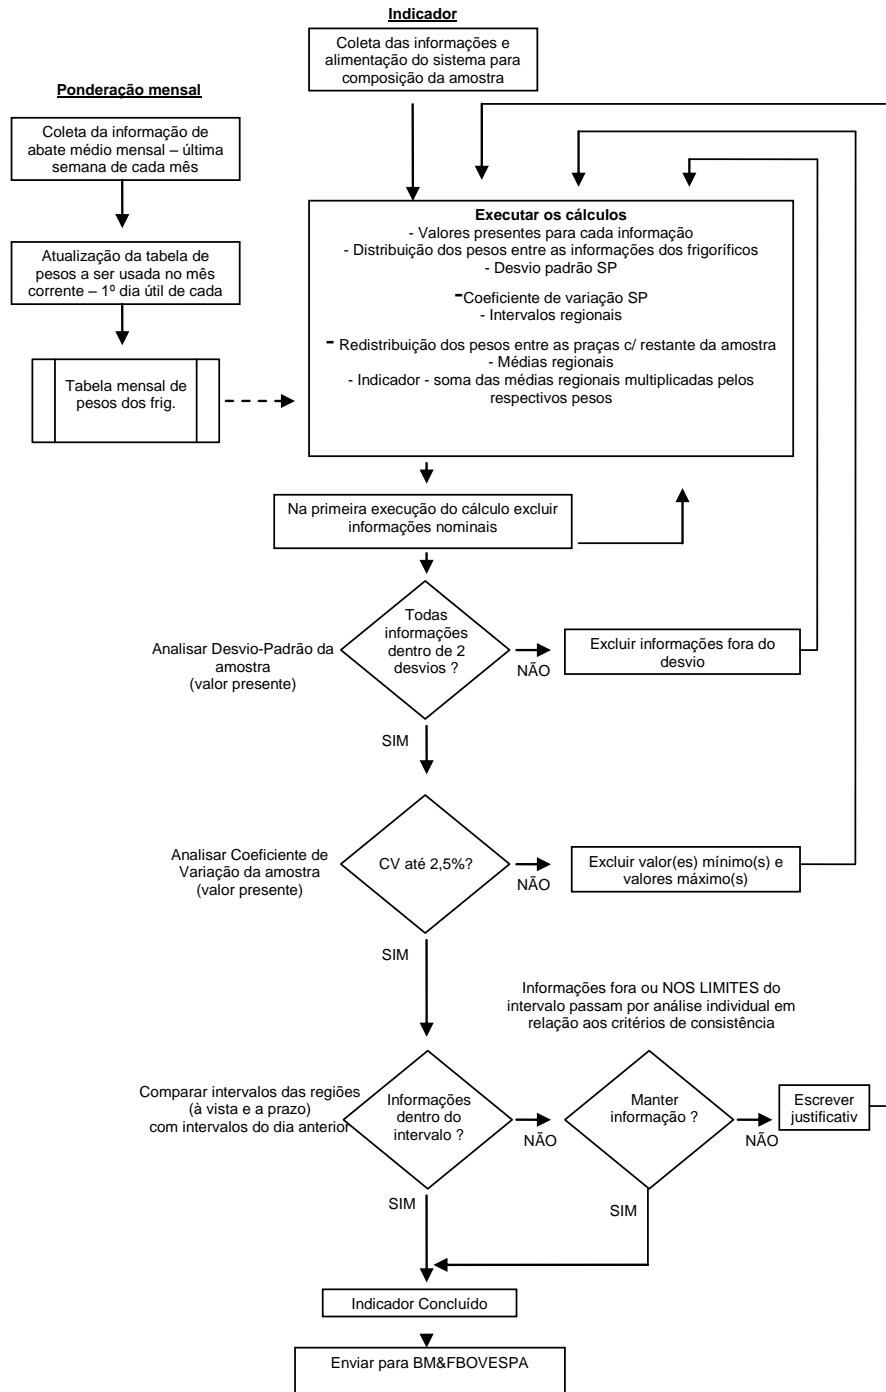 Indicador
Coleta das informações e
alimentação do sistema para
composição da amostra
Ponderação mensal
Coleta da informação de
abate médio mensal – última
semana de cada mês
Atualização da tabela de
pesos a ser usada no mês
corrente – 1º dia útil de cada
Tabela mensal de
pesos dos frig.
Executar os cálculos
- Valores presentes para cada informação
- Distribuição dos pesos entre as informações dos frigoríficos
- Desvio padrão SP
-Coeficiente de variação SP
- Intervalos regionais
- Redistribuição dos pesos entre as praças c/ restante da amostra
- Médias regionais
- Indicador - soma das médias regionais multiplicadas pelos
respectivos pesos
Na primeira execução do cálculo excluir
informações nominais
Analisar Desvio-Padrão da
amostra
(valor presente)
Todas
informações
dentro de 2
desvios ?
NÃO
Excluir informações fora do
desvio
SIM
Analisar Coeficiente de
Variação da amostra
(valor presente)
CV até 2,5%?
NÃO
Excluir valor(es) mínimo(s) e
valores máximo(s)
SIM
Informações fora ou NOS LIMITES do
intervalo passam por análise individual em
relação aos critérios de consistência
Comparar intervalos das regiões
(à vista e a prazo)
com intervalos do dia anterior
Informações
dentro do
intervalo ?
NÃO
Manter
informação ?
NÃO
Escrever
justificativ
SIM
SIM
Indicador Concluído
Enviar para BM&FBOVESPA